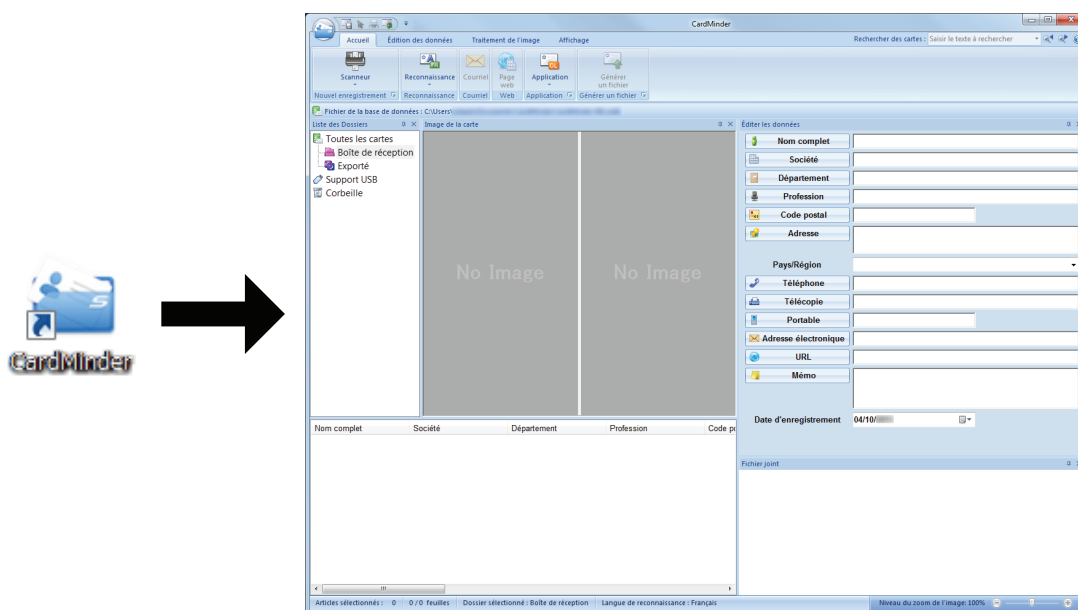 CardMinder
CardMinder
Accueil Édition des données Traitement de l'image Affichage Rechercher des cartes : Saisir le texte à rechercher
Scanneur Reconnaissance Courriel Page web Application Générer un fichier
Nouvel enregistrement Reconnaissance Courriel Web Application Générer un fichier
Fichier de la base de données : C:\Users\
Liste des Dossiers
Toutes les cartes
Boîte de réception
Exporté
Support USB
Corbeille
Image de la carte
No Image No Image
Éditer les données
Nom complet
Société
Département
Profession
Code postal
Adresse
Pays/Région
Téléphone
Télécopie
Portable
Adresse électronique
URL
Mémo
Date d'enregistrement 04/10/
Nom complet Société Département Profession Code
Fichier joint
Articles sélectionnés : 0 0 / 0 feuilles Dossier sélectionné : Boîte de réception Langue de reconnaissance : Français Niveau du zoom de l'image: 100%